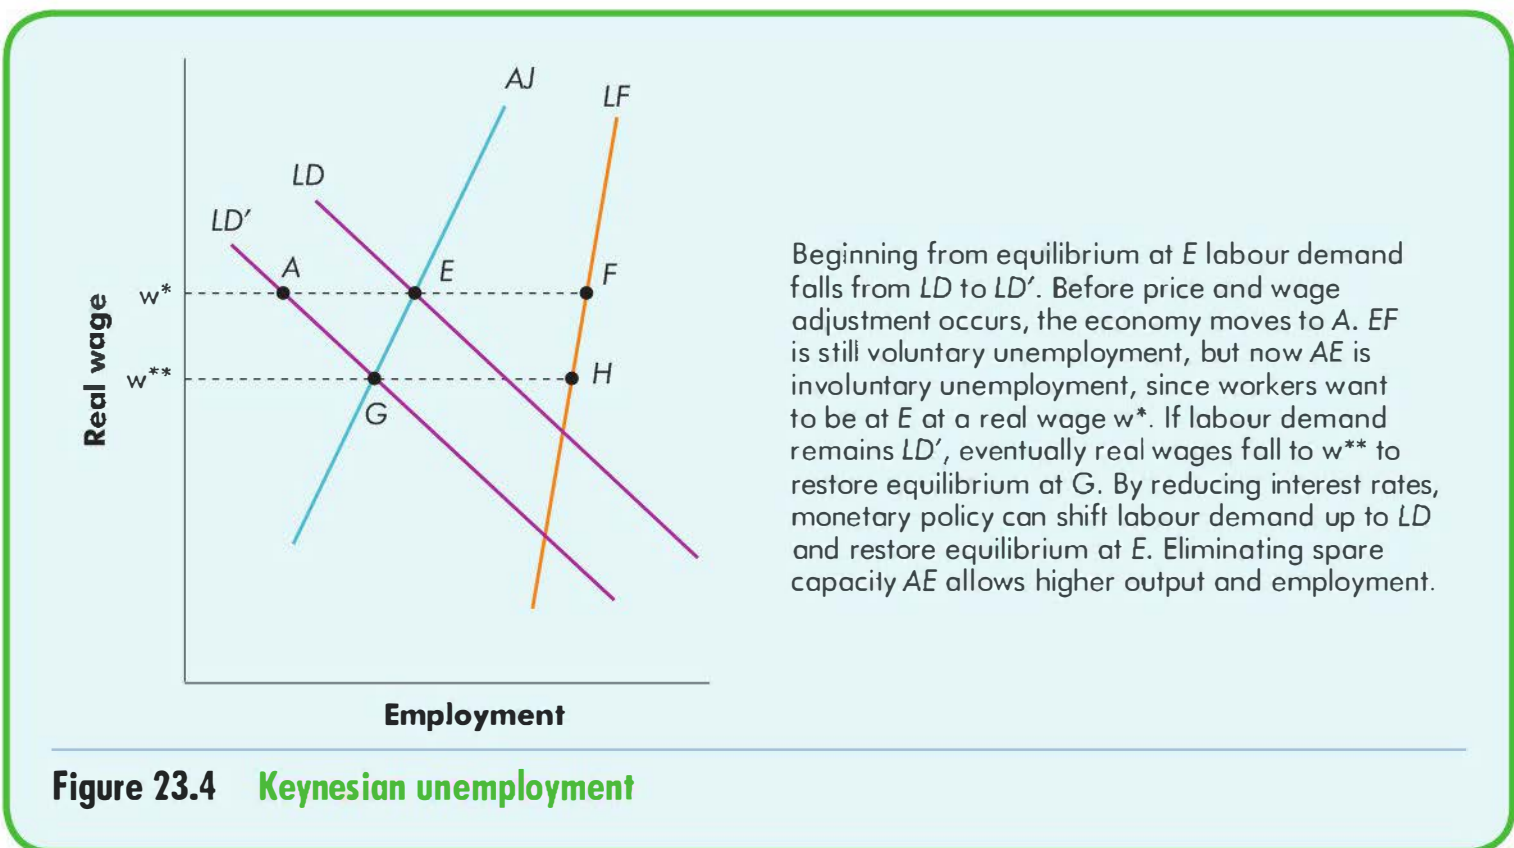 AJ
LF
LD
LD′
A
E
F
w*
w**
H
G
Real wage
Employment
Beginning from equilibrium at E labour demand
falls from LD to LD′. Before price and wage
adjustment occurs, the economy moves to A. EF
is still voluntary unemployment, but now AE is
involuntary unemployment, since workers want
to be at E at a real wage w*. If labour demand
remains LD′, eventually real wages fall to w** to
restore equilibrium at G. By reducing interest rates,
monetary policy can shift labour demand up to LD
and restore equilibrium at E. Eliminating spare
capacity AE allows higher output and employment.
Figure 23.4 Keynesian unemployment